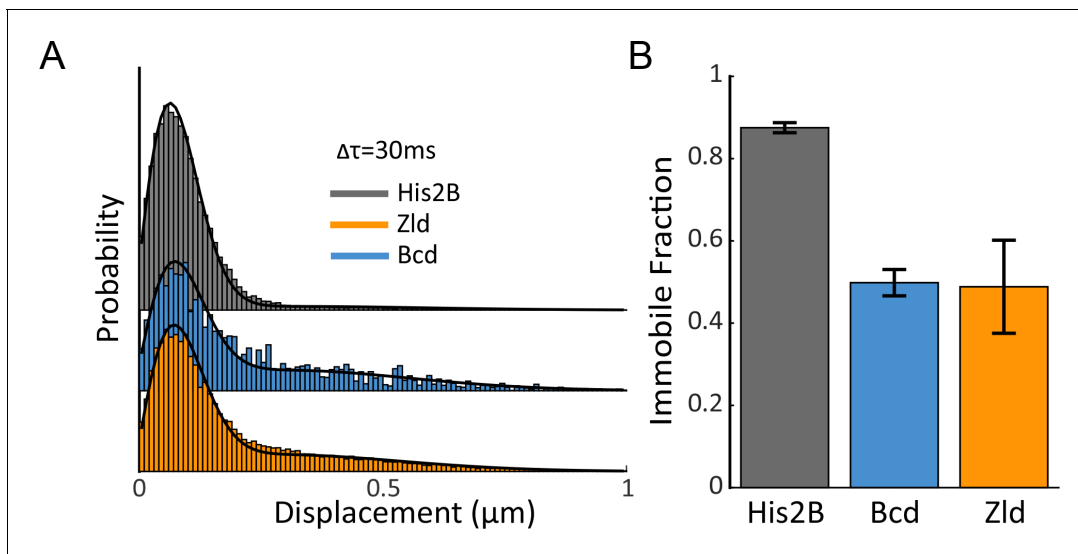 A
Probability
Δτ=30ms
His2B
Zld
Bcd
0
0.5
1
Displacement (μm)
B
Immobile Fraction
1
0.8
0.6
0.4
0.2
0
His2B
Bcd
Zld